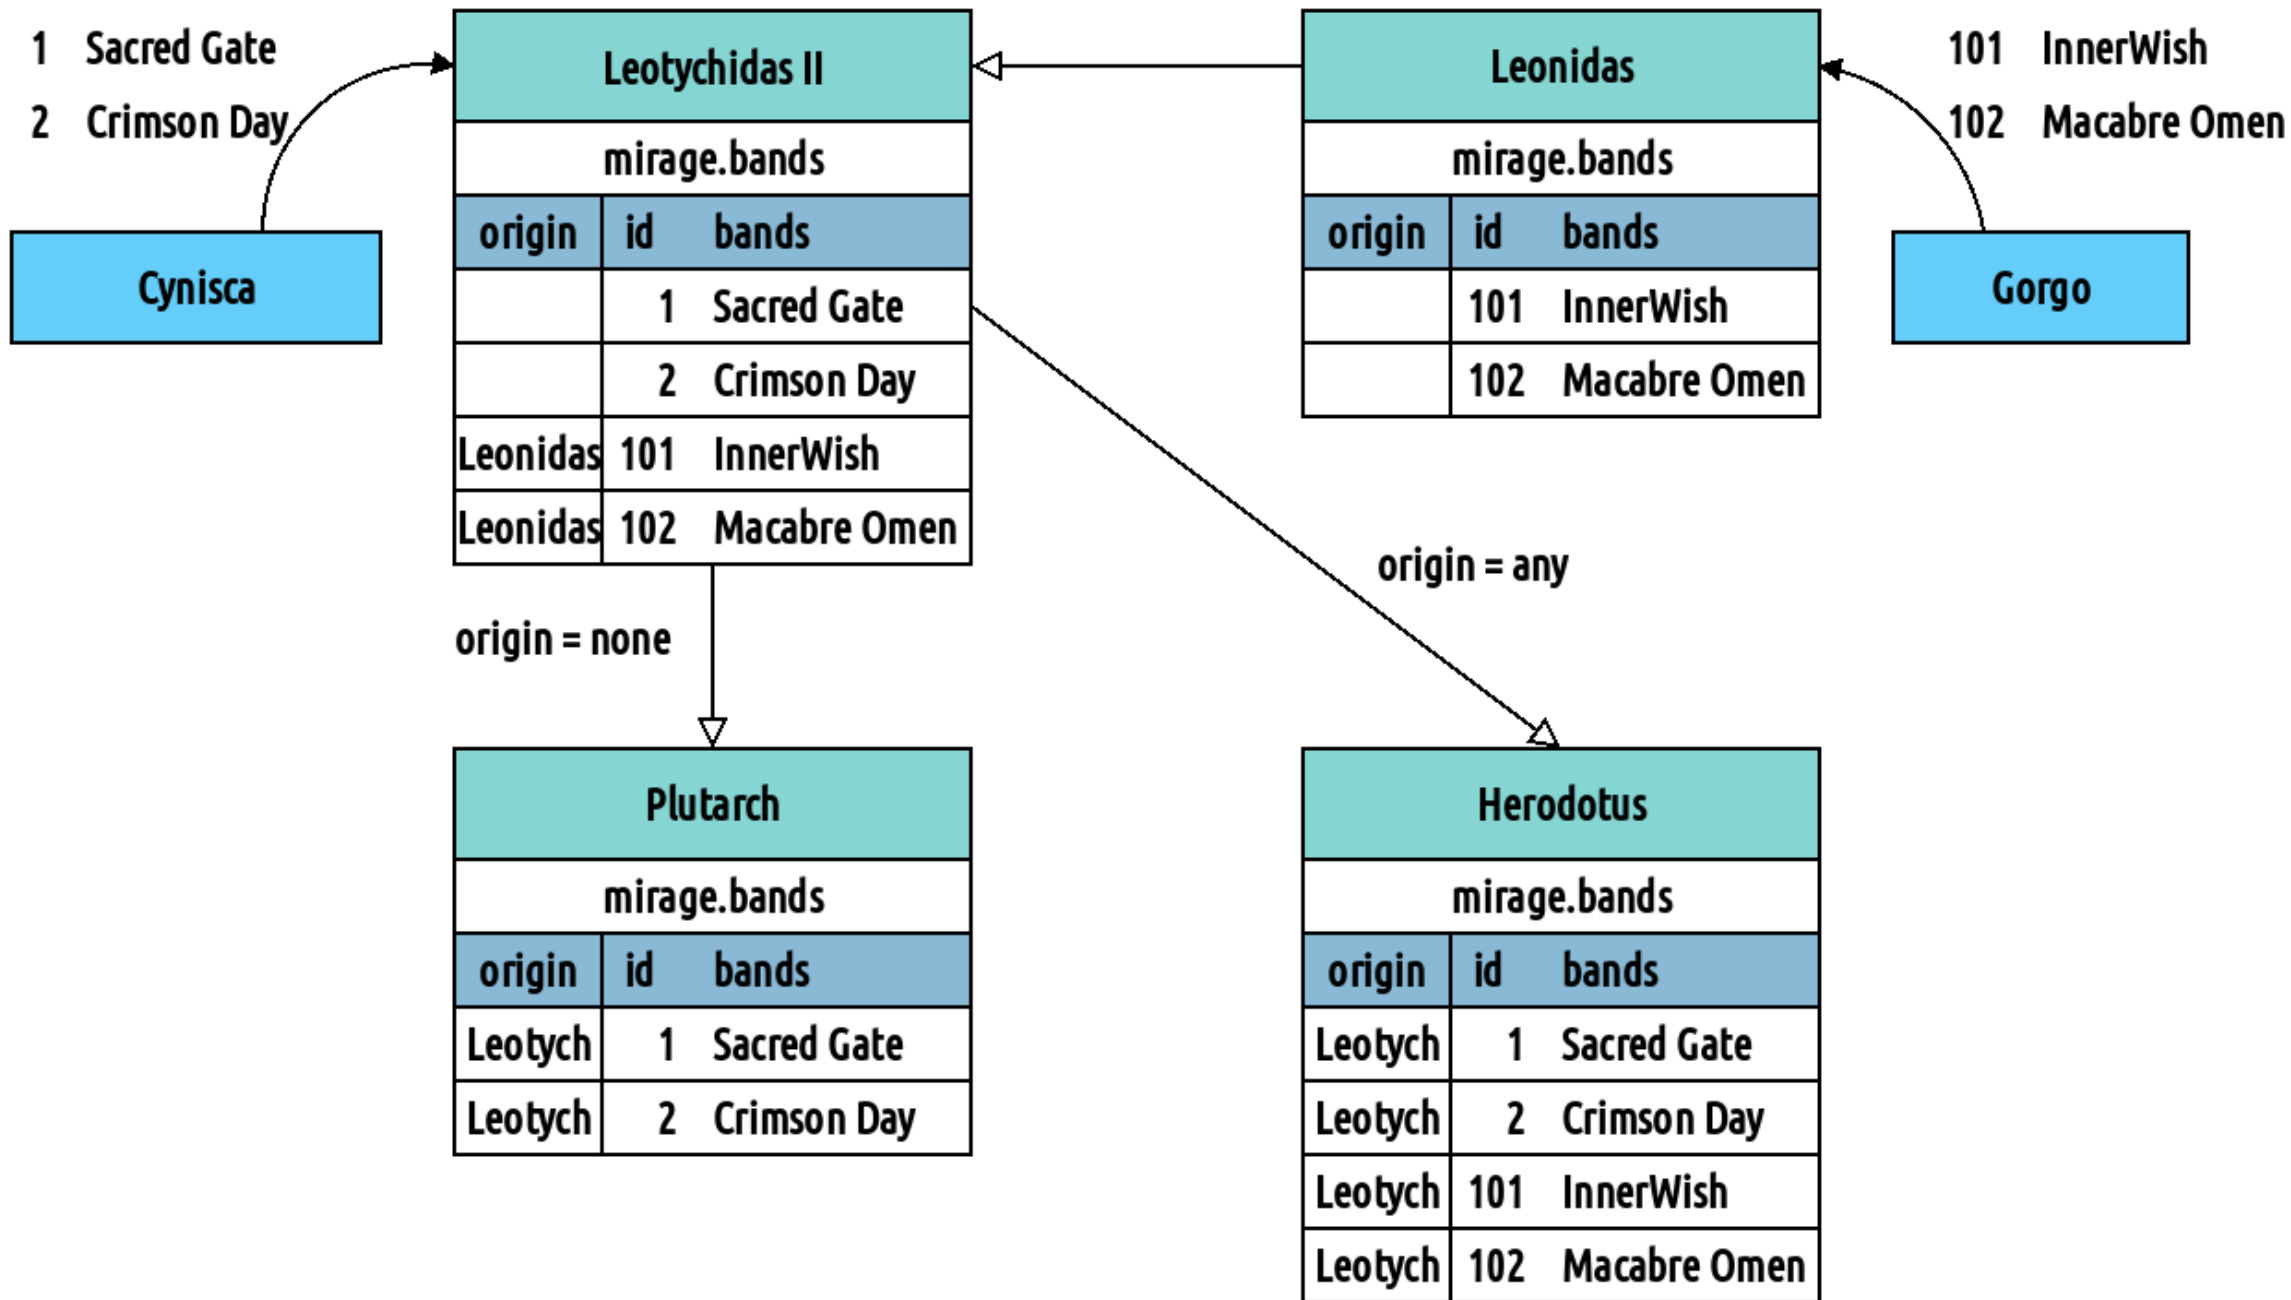 1 Sacred Gate
2 Crimson Day
Cynisca
Leotychidas II
mirage.bands
origin id bands
1 Sacred Gate
2 Crimson Day
Leonidas 101 InnerWish
Leonidas 102 Macabre Omen
Leonidas
mirage.bands
origin id bands
101 InnerWish
102 Macabre Omen
101 InnerWish
102 Macabre Omen
Gorgo
origin = none
origin = any
Plutarch
mirage.bands
origin id bands
Leotych 1 Sacred Gate
Leotych 2 Crimson Day
Herodotus
mirage.bands
origin id bands
Leotych 1 Sacred Gate
Leotych 2 Crimson Day
Leotych 101 InnerWish
Leotych 102 Macabre Omen